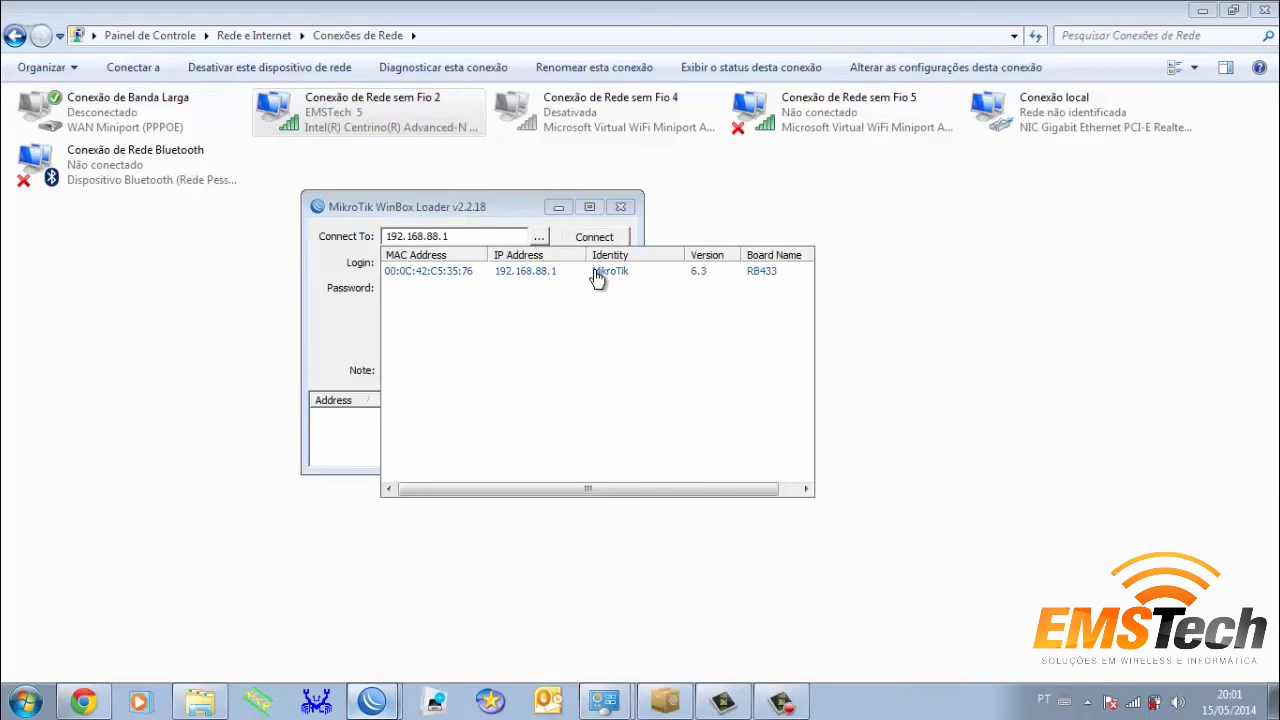 Painel de Controle Rede e Internet Conexões de Rede Pesquisar Conexões de Rede
Organizar Conectar a Desativar este dispositivo de rede Diagnosticar esta conexão Renomear esta conexão Exibir o status desta conexão Alterar as configurações desta conexão
Conexão de Banda Larga
Desconectado
WAN Miniport (PPPOE)
Conexão de Rede sem Fio 2
EMSTech 5
Intel(R) Centrino(R) Advanced-N ...
Conexão de Rede sem Fio 4
Desativada
Microsoft Virtual WiFi Miniport A...
Conexão de Rede sem Fio 5
Não conectado
Microsoft Virtual WiFi Miniport A...
Conexão local
Rede não identificada
NIC Gigabit Ethernet PCI-E Realte...
Conexão de Rede Bluetooth
Não conectado
Dispositivo Bluetooth (Rede Pess...
MikroTik WinBox Loader v2.2.18
Connect To: 192.168.88.1 ... Connect
MAC Address IP Address Identity Version Board Name
Login: 00:0C:42:C5:35:76 192.168.88.1 MikroTik 6.3 RB433
Password:
Note:
Address
EMSTech
SOLUÇÕES EM WIRELESS E INFORMÁTICA
PT 20:01
15/05/2014